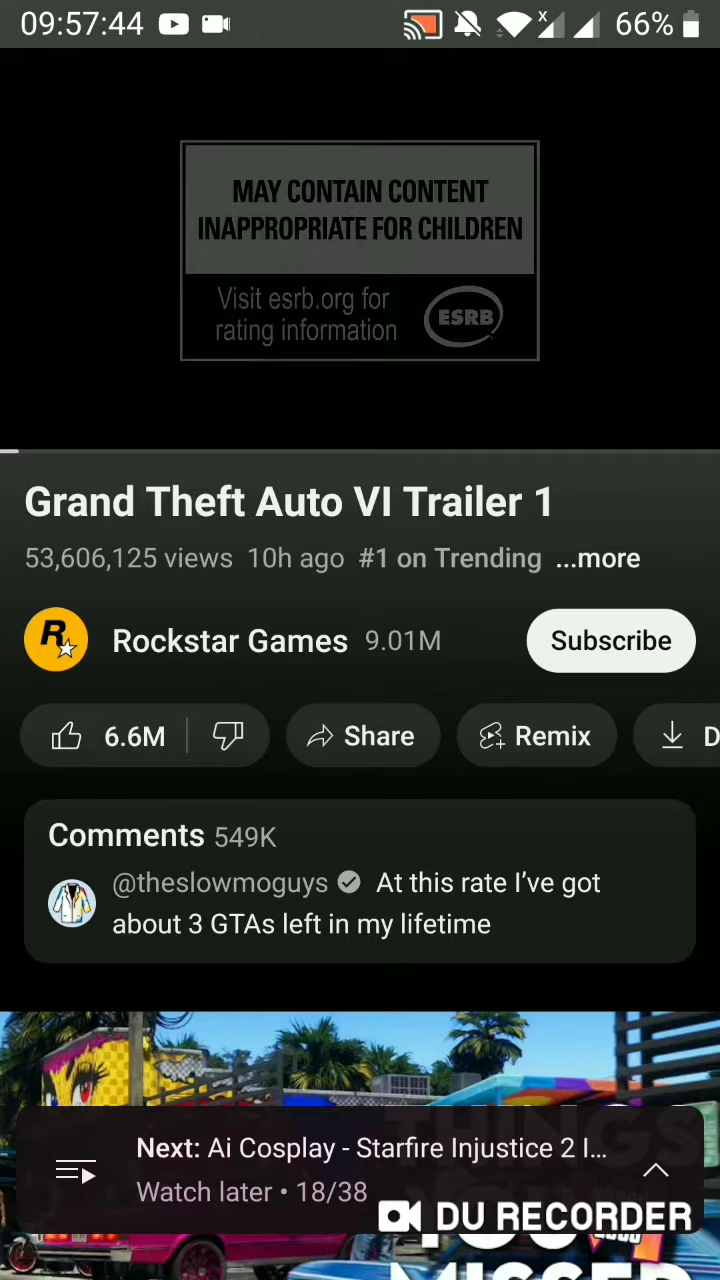 09:57:44
66%
MAY CONTAIN CONTENT
INAPPROPRIATE FOR CHILDREN
Visit esrb.org for
rating information
ESRB
Grand Theft Auto VI Trailer 1
53,606,125 views 10h ago #1 on Trending ...more
R
Rockstar Games 9.01M
Subscribe
6.6M
Share
Remix
D
Comments 549K
@theslowmoguys At this rate I've got
about 3 GTAs left in my lifetime
THINGS
Next: Ai Cosplay - Starfire Injustice 2 I...
Watch later • 18/38
DU RECORDER
YOU
MISSED